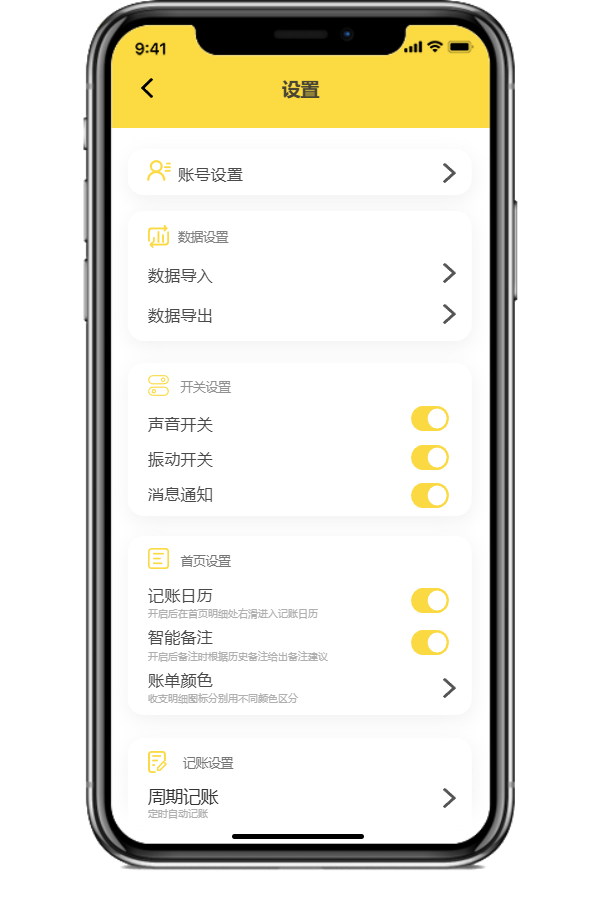 9:41
设置
账号设置
数据设置
数据导入
数据导出
开关设置
声音开关
振动开关
消息通知
首页设置
记账日历
开启后在首页明细处右滑进入记账日历
智能备注
开启后备注时根据历史备注给出备注建议
账单颜色
收支明细图标分别用不同颜色区分
记账设置
周期记账
定时自动记账